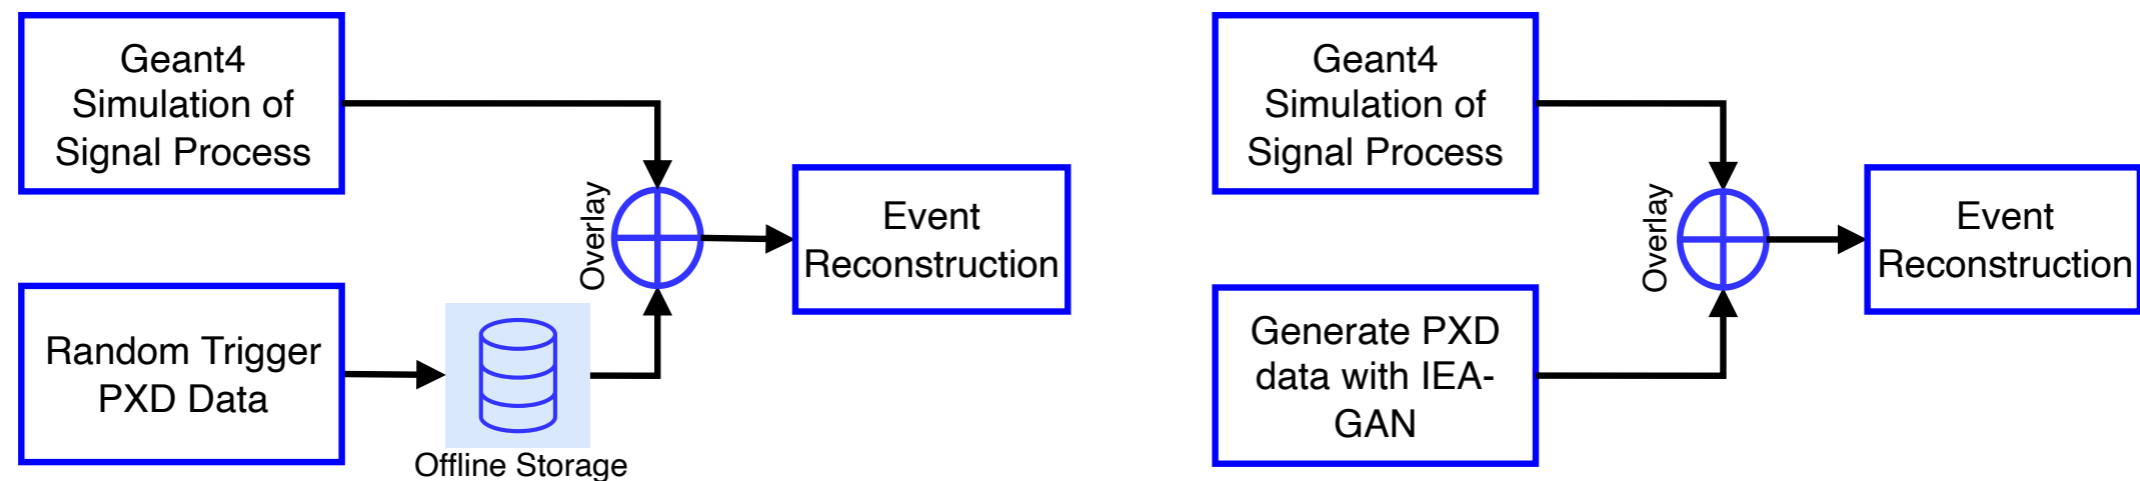 Geant4
Simulation of
Signal Process
Overlay
Event
Reconstruction
Random Trigger
PXD Data
Offline Storage
Geant4
Simulation of
Signal Process
Overlay
Event
Reconstruction
Generate PXD
data with IEA-
GAN